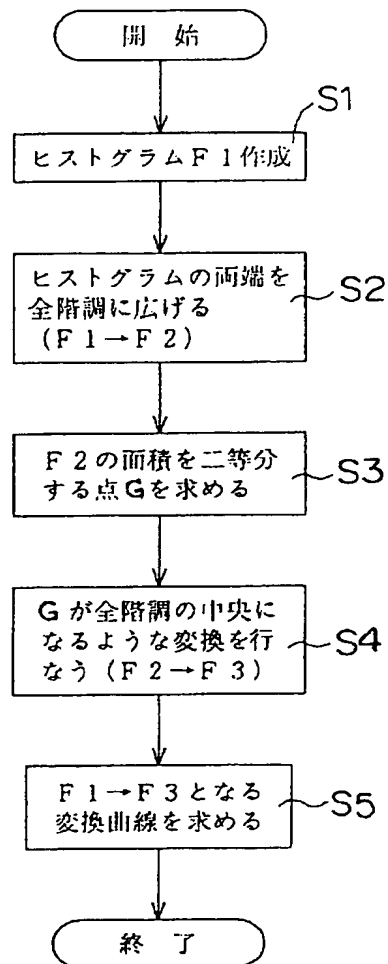 開始
S1
ヒストグラムF1作成
ヒストグラムの両端を
全階調に広げる
(F1→F2)
S2
F2の面積を二等分
する点Gを求める
S3
Gが全階調の中央に
なるような変換を行
なう(F2→F3)
S4
F1→F3となる
変換曲線を求める
S5
終了